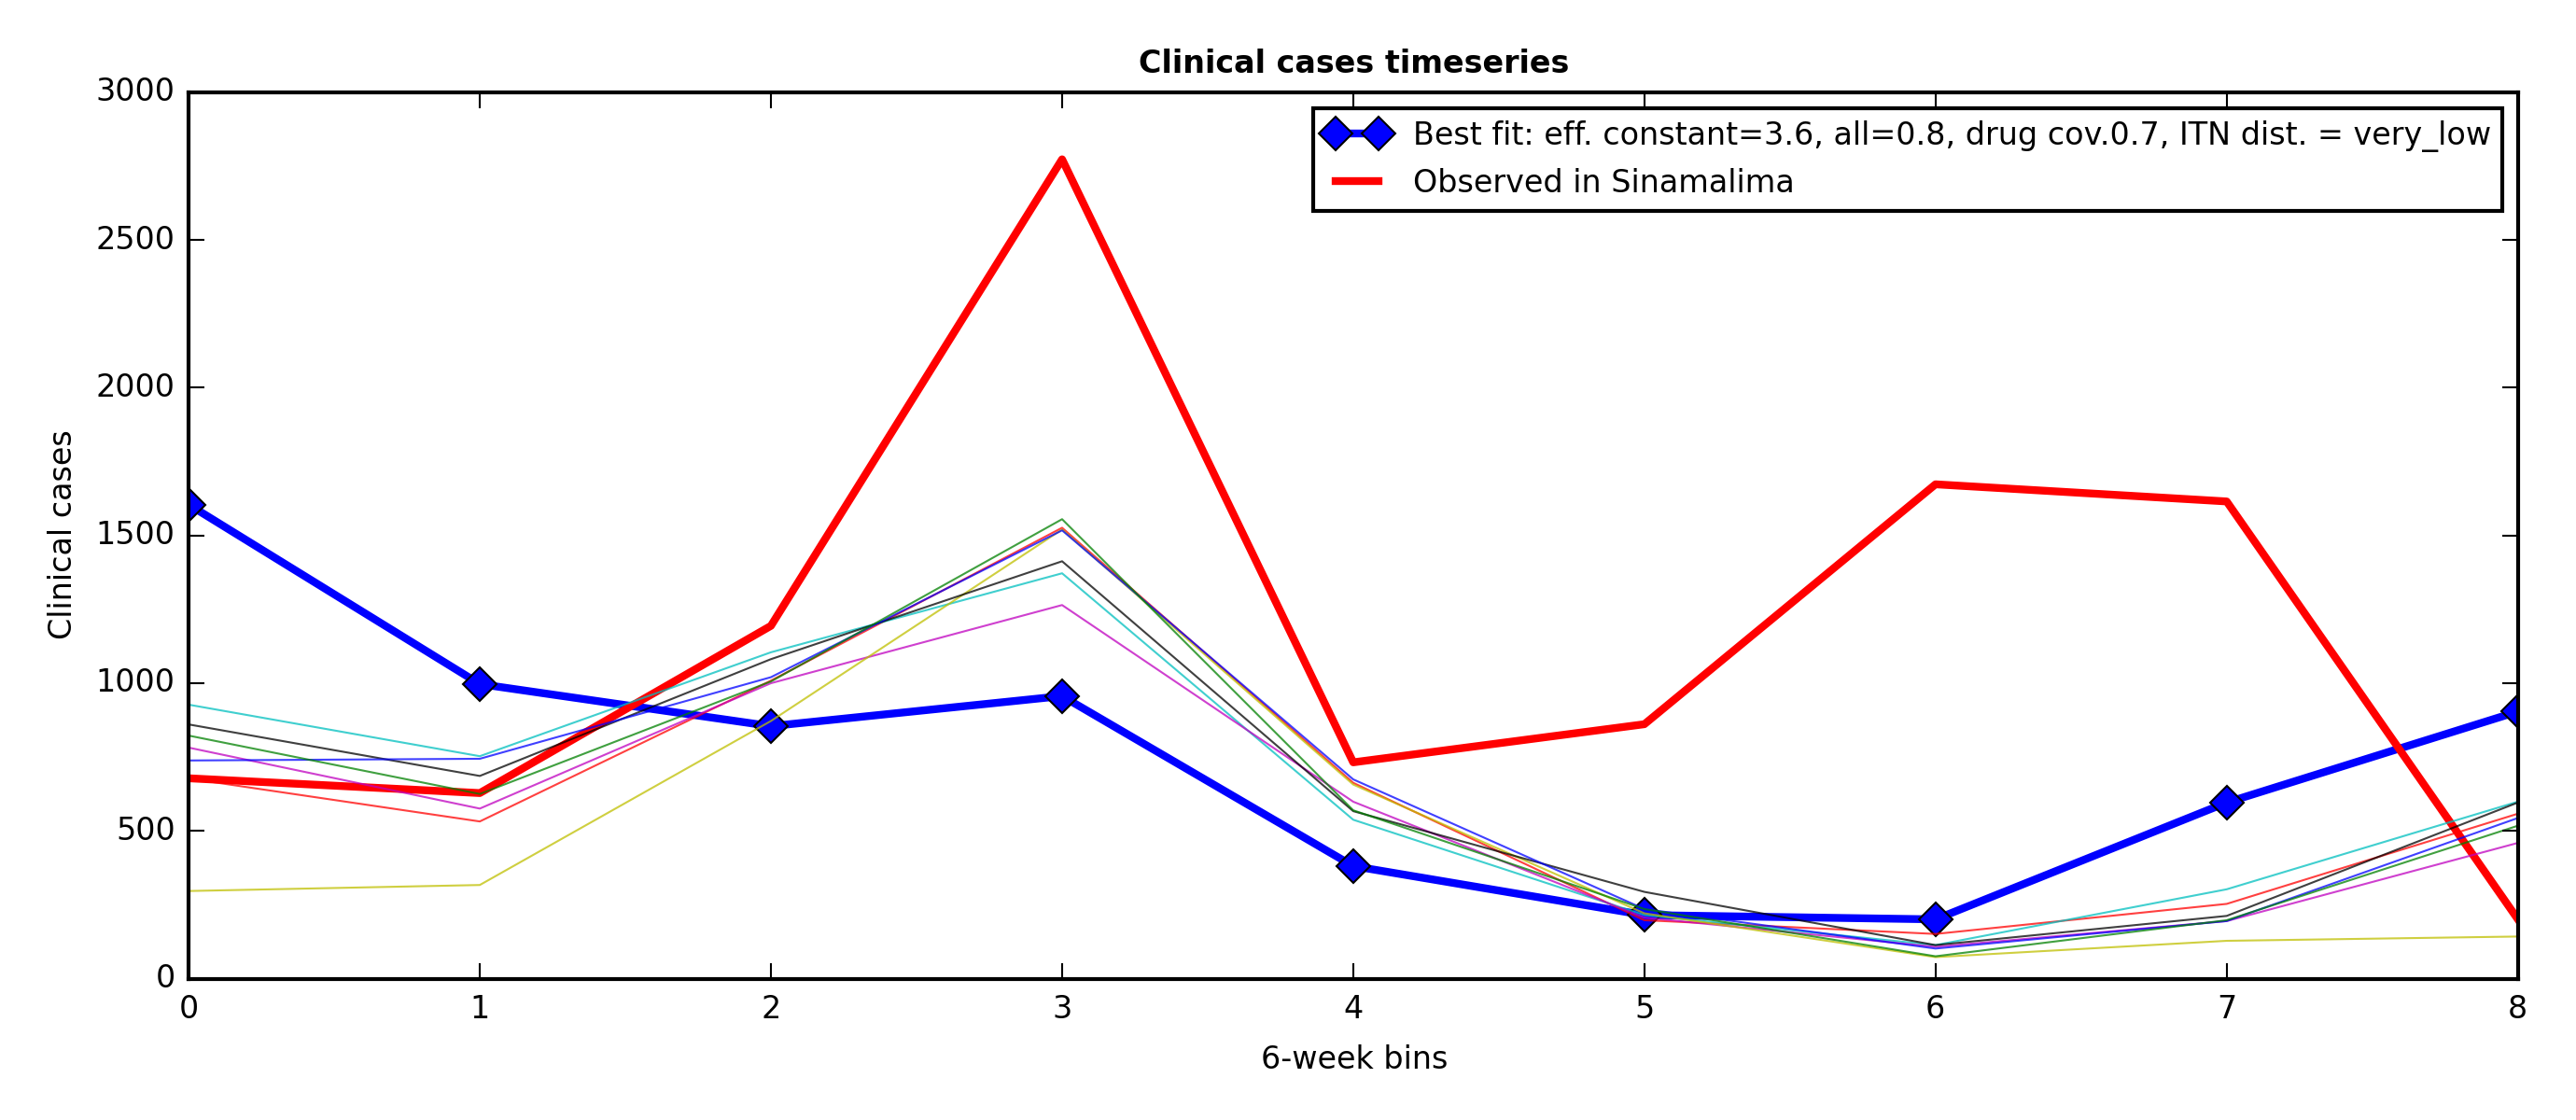 Clinical cases timeseries
3000
2500
2000
1500
1000
500
0
Clinical cases
Best fit: eff. constant=3.6, all=0.8, drug cov.0.7, ITN dist. = very_low
Observed in Sinamalima
0 1 2 3 4 5 6 7 8
6-week bins